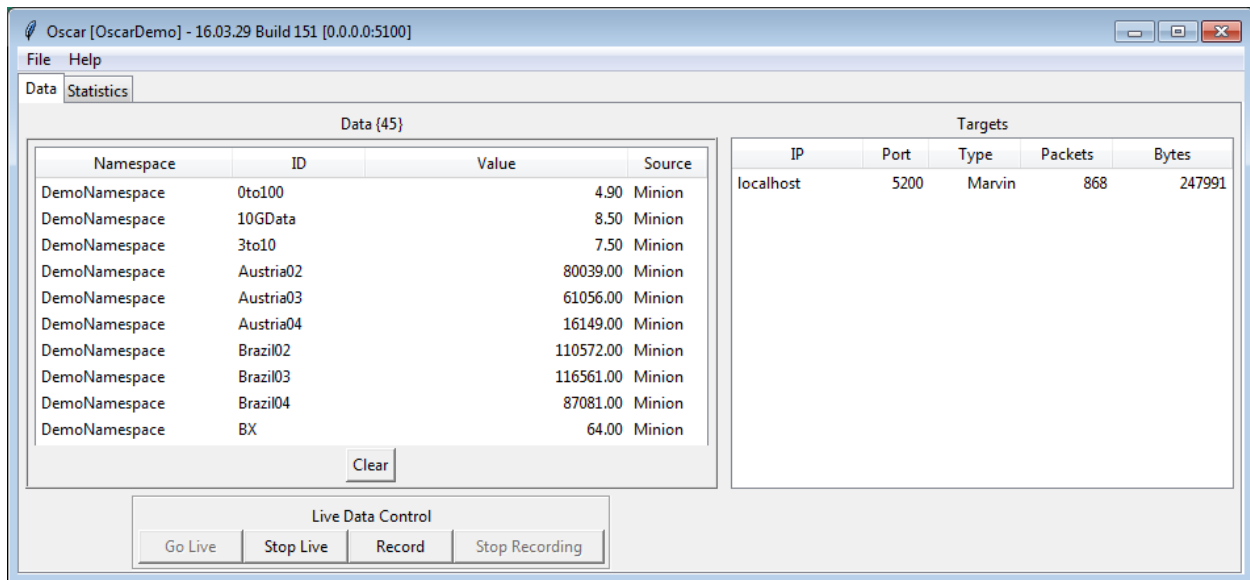 Oscar [OscarDemo] - 16.03.29 Build 151 [0.0.0.0:5100]
File Help
Data Statistics
Data {45}
Namespace ID Value Source
DemoNamespace 0to100 4.90 Minion
DemoNamespace 10GData 8.50 Minion
DemoNamespace 3to10 7.50 Minion
DemoNamespace Austria02 80039.00 Minion
DemoNamespace Austria03 61056.00 Minion
DemoNamespace Austria04 16149.00 Minion
DemoNamespace Brazil02 110572.00 Minion
DemoNamespace Brazil03 116561.00 Minion
DemoNamespace Brazil04 87081.00 Minion
DemoNamespace BX 64.00 Minion
Clear
Targets
IP Port Type Packets Bytes
localhost 5200 Marvin 868 247991
Live Data Control
Go Live Stop Live Record Stop Recording